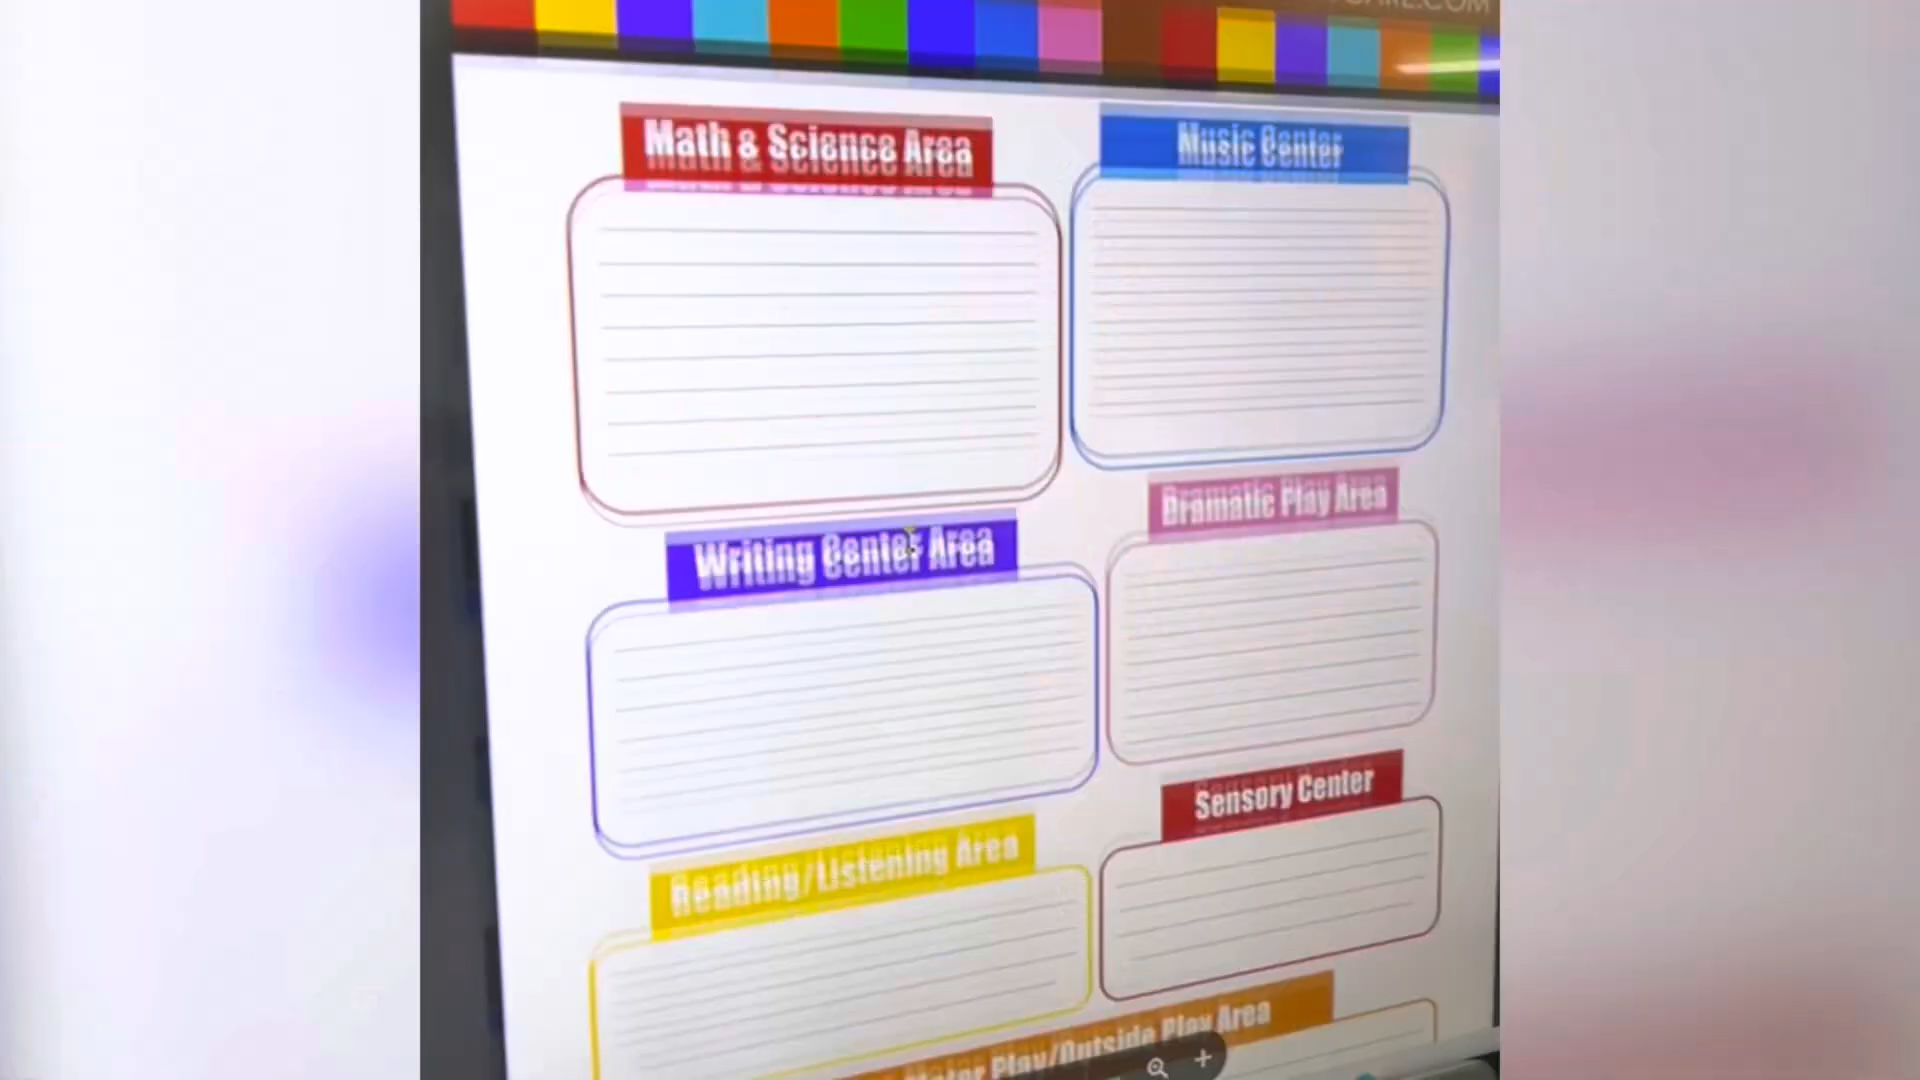 Math & Science Area
Music Center
Dramatic Play Area
Writing Center Area
Sensory Center
Reading/Listening Area
Play/Outside Play Area